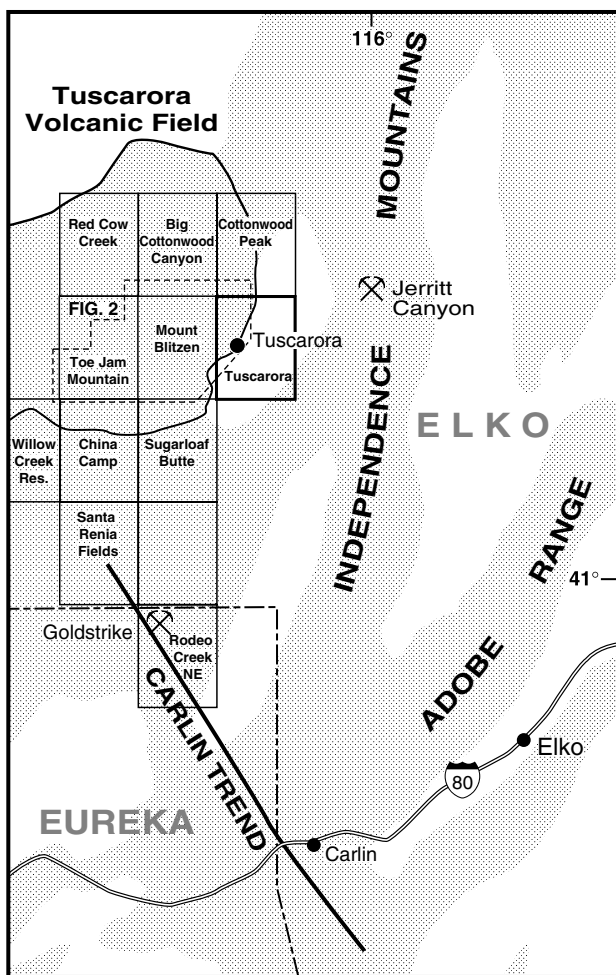 116°
Tuscarora
Volcanic Field
MOUNTAINS
Red Cow
Creek
Big
Cottonwood
Canyon
Cottonwood
Peak
Jerritt
Canyon
FIG. 2
Mount
Blitzen
Tuscarora
Toe Jam
Mountain
Tuscarora
INDEPENDENCE
ELKO
Willow
Creek
Res.
China
Camp
Sugarloaf
Butte
Santa
Renia
Fields
RANGE
41°
Goldstrike
Rodeo
Creek
NE
ADOBE
CARLIN TREND
Elko
80
EUREKA
Carlin